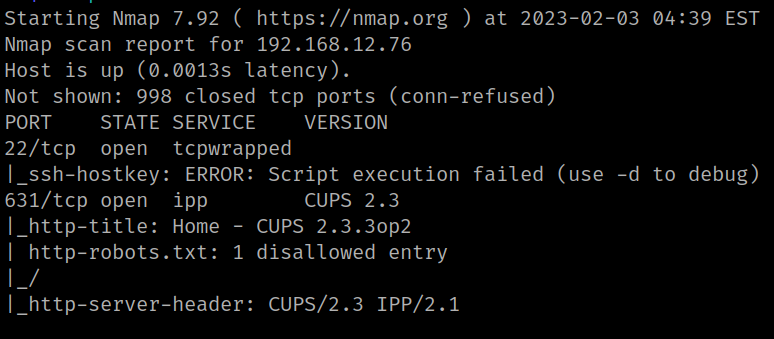 Starting Nmap 7.92 ( https://nmap.org ) at 2023-02-03 04:39 EST
Nmap scan report for 192.168.12.76
Host is up (0.0013s latency).
Not shown: 998 closed tcp ports (conn-refused)
PORT    STATE SERVICE    VERSION
22/tcp  open  tcpwrapped
|_ssh-hostkey: ERROR: Script execution failed (use -d to debug)
631/tcp open  ipp        CUPS 2.3
|_http-title: Home - CUPS 2.3.3op2
| http-robots.txt: 1 disallowed entry
|_/
|_http-server-header: CUPS/2.3 IPP/2.1